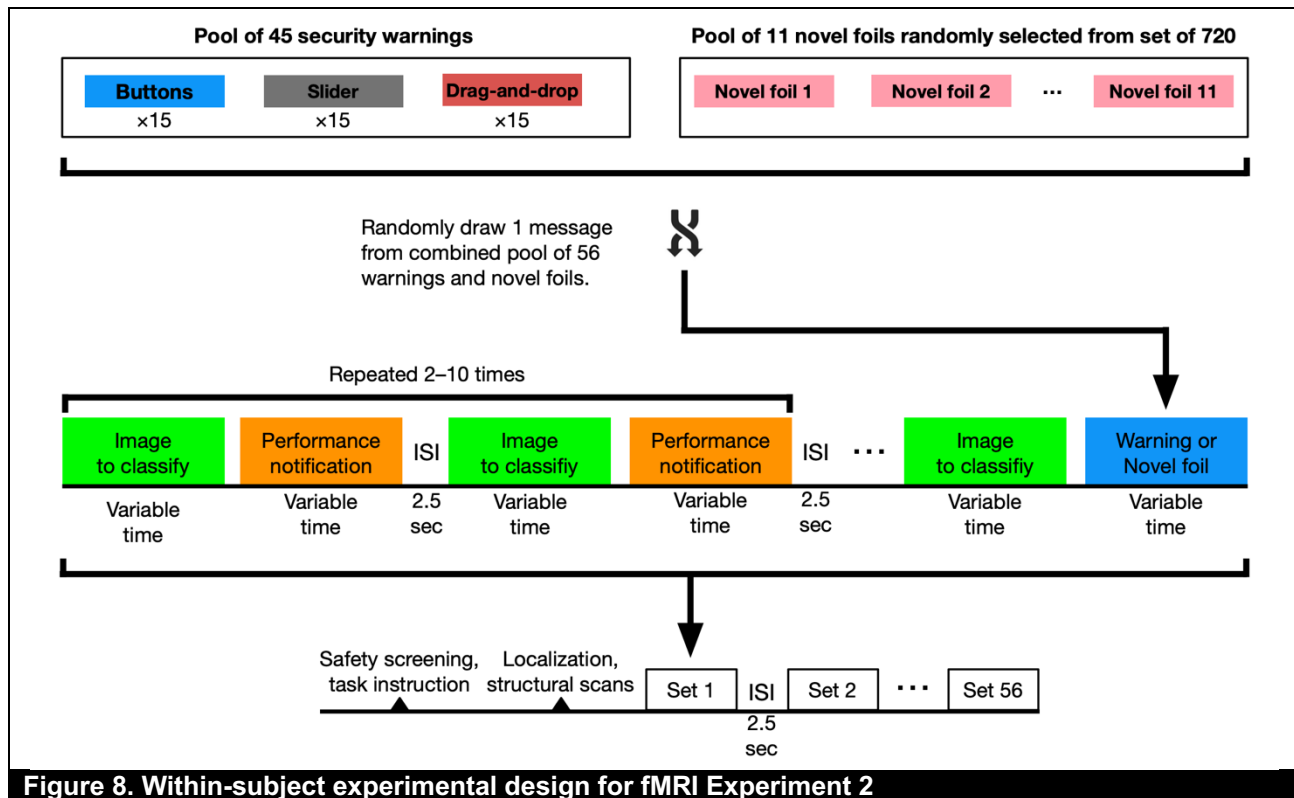 Pool of 45 security warnings
Pool of 11 novel foils randomly selected from set of 720
Buttons
Slider
Drag-and-drop
×15
×15
×15
Novel foil 1
Novel foil 2
...
Novel foil 11
Randomly draw 1 message
from combined pool of 56
warnings and novel foils.
Repeated 2–10 times
Image
to classify
Performance
notification
ISI
Image
to classifiy
Performance
notification
ISI
...
Image
to classifiy
Warning or
Novel foil
Variable
time
Variable
time
2.5
sec
Variable
time
Variable
time
2.5
sec
Variable
time
Variable
time
Safety screening,
task instruction
Localization,
structural scans
Set 1
ISI
Set 2
...
Set 56
2.5
sec
Figure 8. Within-subject experimental design for fMRI Experiment 2